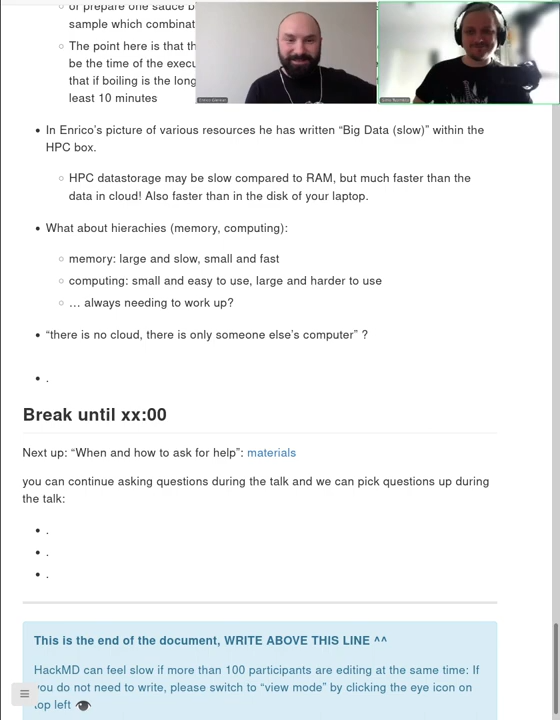 or prepare one sauce b
sample which combinat
The point here is that th
be the time of the execu
that if boiling is the long
least 10 minutes
In Enrico's picture of various resources he has written “Big Data (slow)” within the
HPC box.
HPC datastorage may be slow compared to RAM, but much faster than the
data in cloud! Also faster than in the disk of your laptop.
What about hierachies (memory, computing):
memory: large and slow, small and fast
computing: small and easy to use, large and harder to use
… always needing to work up?
“there is no cloud, there is only someone else's computer” ?
.
Break until xx:00
Next up: “When and how to ask for help”: materials
you can continue asking questions during the talk and we can pick questions up during
the talk:
.
.
.
This is the end of the document, WRITE ABOVE THIS LINE ^^
HackMD can feel slow if more than 100 participants are editing at the same time: If
you do not need to write, please switch to “view mode” by clicking the eye icon on
top left